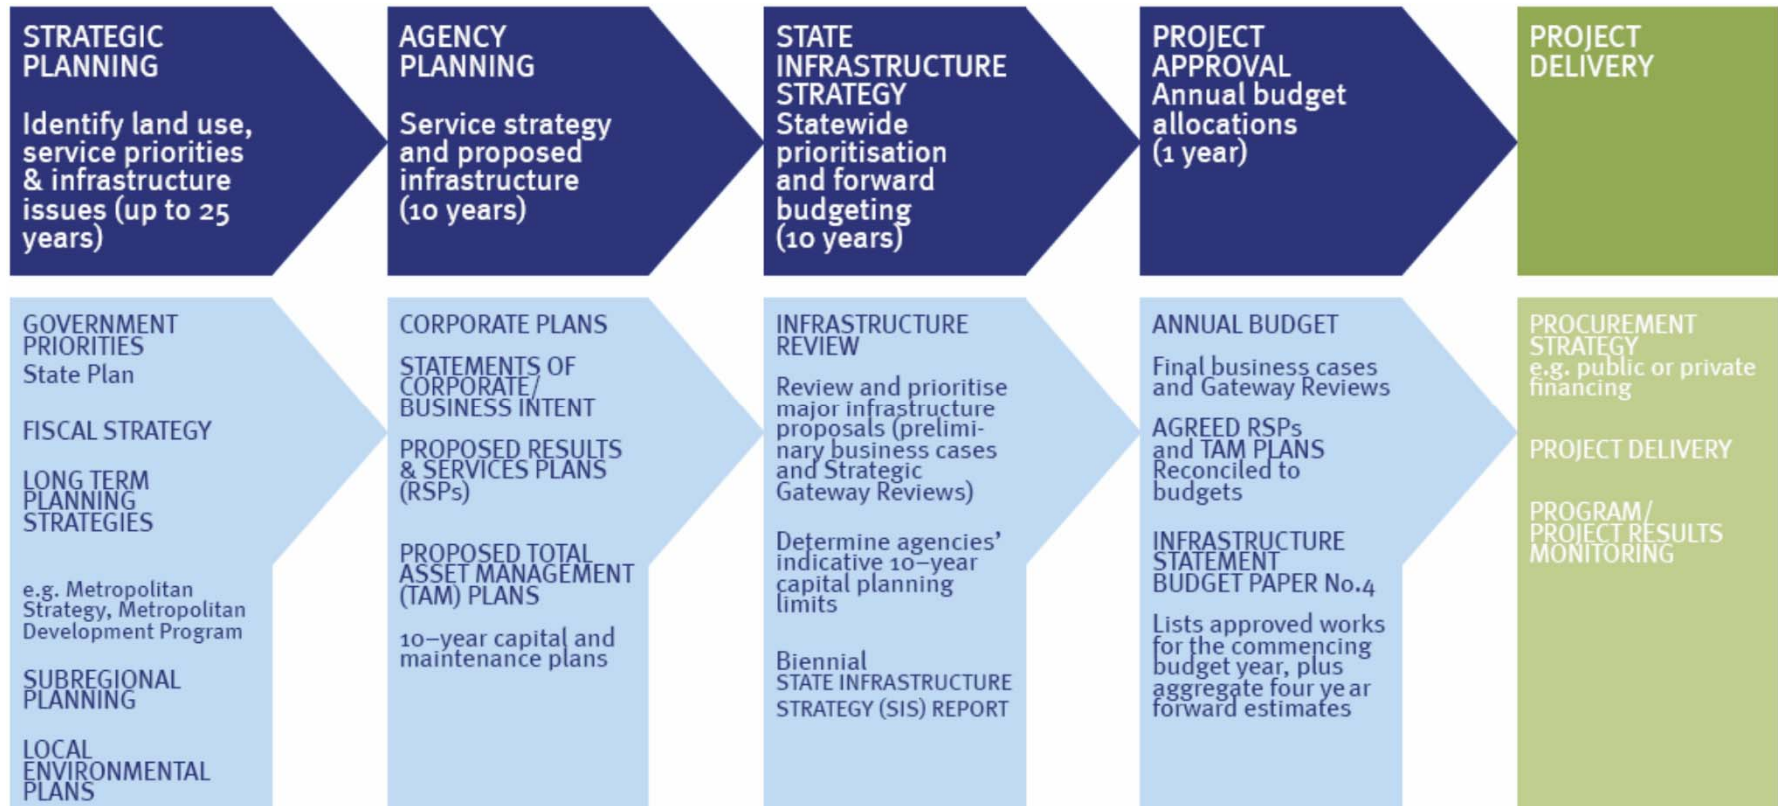 STRATEGIC
PLANNING
Identify land use,
service priorities
& infrastructure
issues (up to 25
years)
AGENCY
PLANNING
Service strategy
and proposed
infrastructure
(10 years)
STATE
INFRASTRUCTURE
STRATEGY
Statewide
prioritisation
and forward
budgeting
(10 years)
PROJECT
APPROVAL
Annual budget
allocations
(1 year)
PROJECT
DELIVERY
GOVERNMENT
PRIORITIES
State Plan
FISCAL STRATEGY
LONG TERM
PLANNING
STRATEGIES
e.g. Metropolitan
Strategy, Metropolitan
Development Program
SUBREGIONAL
PLANNING
LOCAL
ENVIRONMENTAL
PLANS
CORPORATE PLANS
STATEMENTS OF
CORPORATE/
BUSINESS INTENT
PROPOSED RESULTS
& SERVICES PLANS
(RSPs)
PROPOSED TOTAL
ASSET MANAGEMENT
(TAM) PLANS
10–year capital and
maintenance plans
INFRASTRUCTURE
REVIEW
Review and prioritise
major infrastructure
proposals (prelimi-
nary business cases
and Strategic
Gateway Reviews)
Determine agencies’
indicative 10–year
capital planning
limits
Biennial
STATE INFRASTRUCTURE
STRATEGY (SIS) REPORT
ANNUAL BUDGET
Final business cases
and Gateway Reviews
AGREED RSPs
and TAM PLANS
Reconciled to
budgets
INFRASTRUCTURE
STATEMENT
BUDGET PAPER No.4
Lists approved works
for the commencing
budget year, plus
aggregate four year
forward estimates
PROCUREMENT
STRATEGY
e.g. public or private
financing
PROJECT DELIVERY
PROGRAM/
PROJECT RESULTS
MONITORING